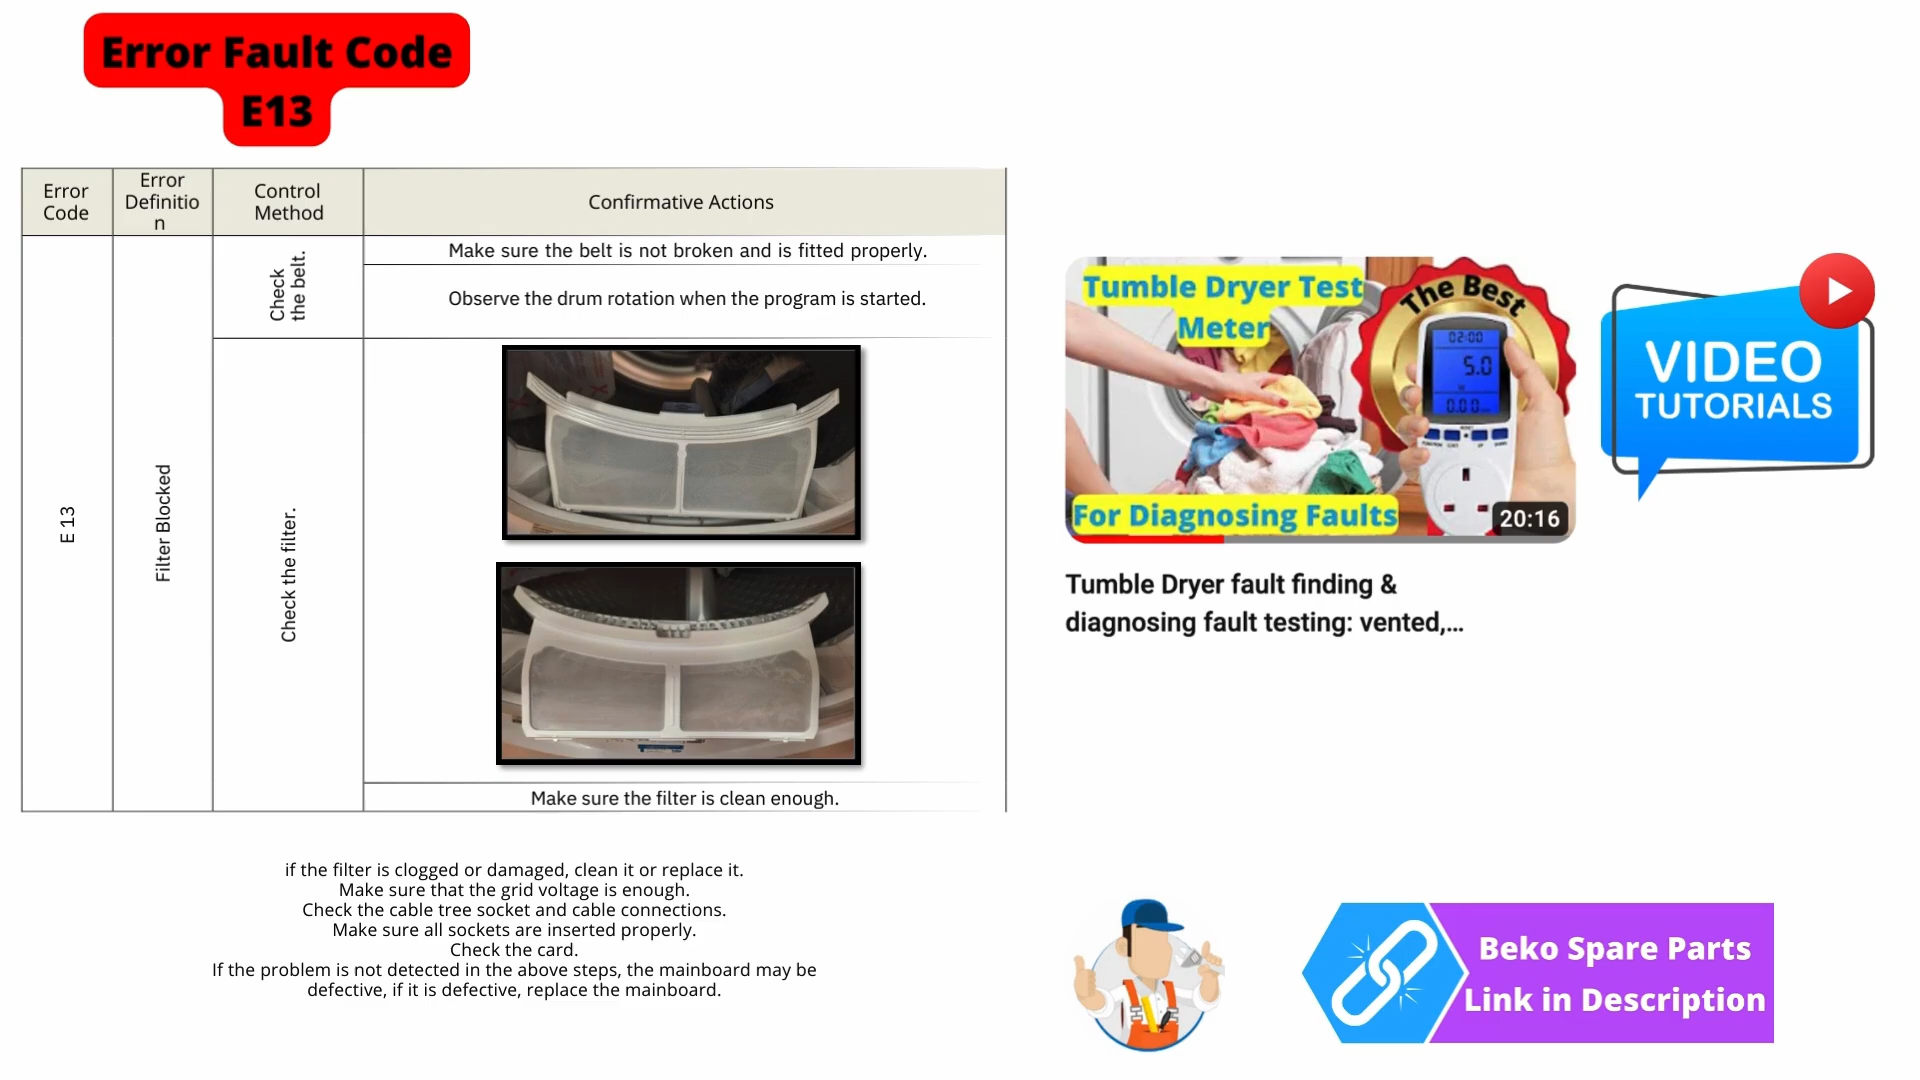 Error Fault Code
E13
Error
Code
Error
Definitio
n
Control
Method
Confirmative Actions
E 13
Filter Blocked
Check
the belt.
Make sure the belt is not broken and is fitted properly.
Observe the drum rotation when the program is started.
Check the filter.
Make sure the filter is clean enough.
if the filter is clogged or damaged, clean it or replace it.
Make sure that the grid voltage is enough.
Check the cable tree socket and cable connections.
Make sure all sockets are inserted properly.
Check the card.
If the problem is not detected in the above steps, the mainboard may be
defective, if it is defective, replace the mainboard.
Tumble Dryer Test
Meter
The Best
02:00
5.0
W
0.00
For Diagnosing Faults
20:16
Tumble Dryer fault finding &
diagnosing fault testing: vented,...
VIDEO
TUTORIALS
Beko Spare Parts
Link in Description